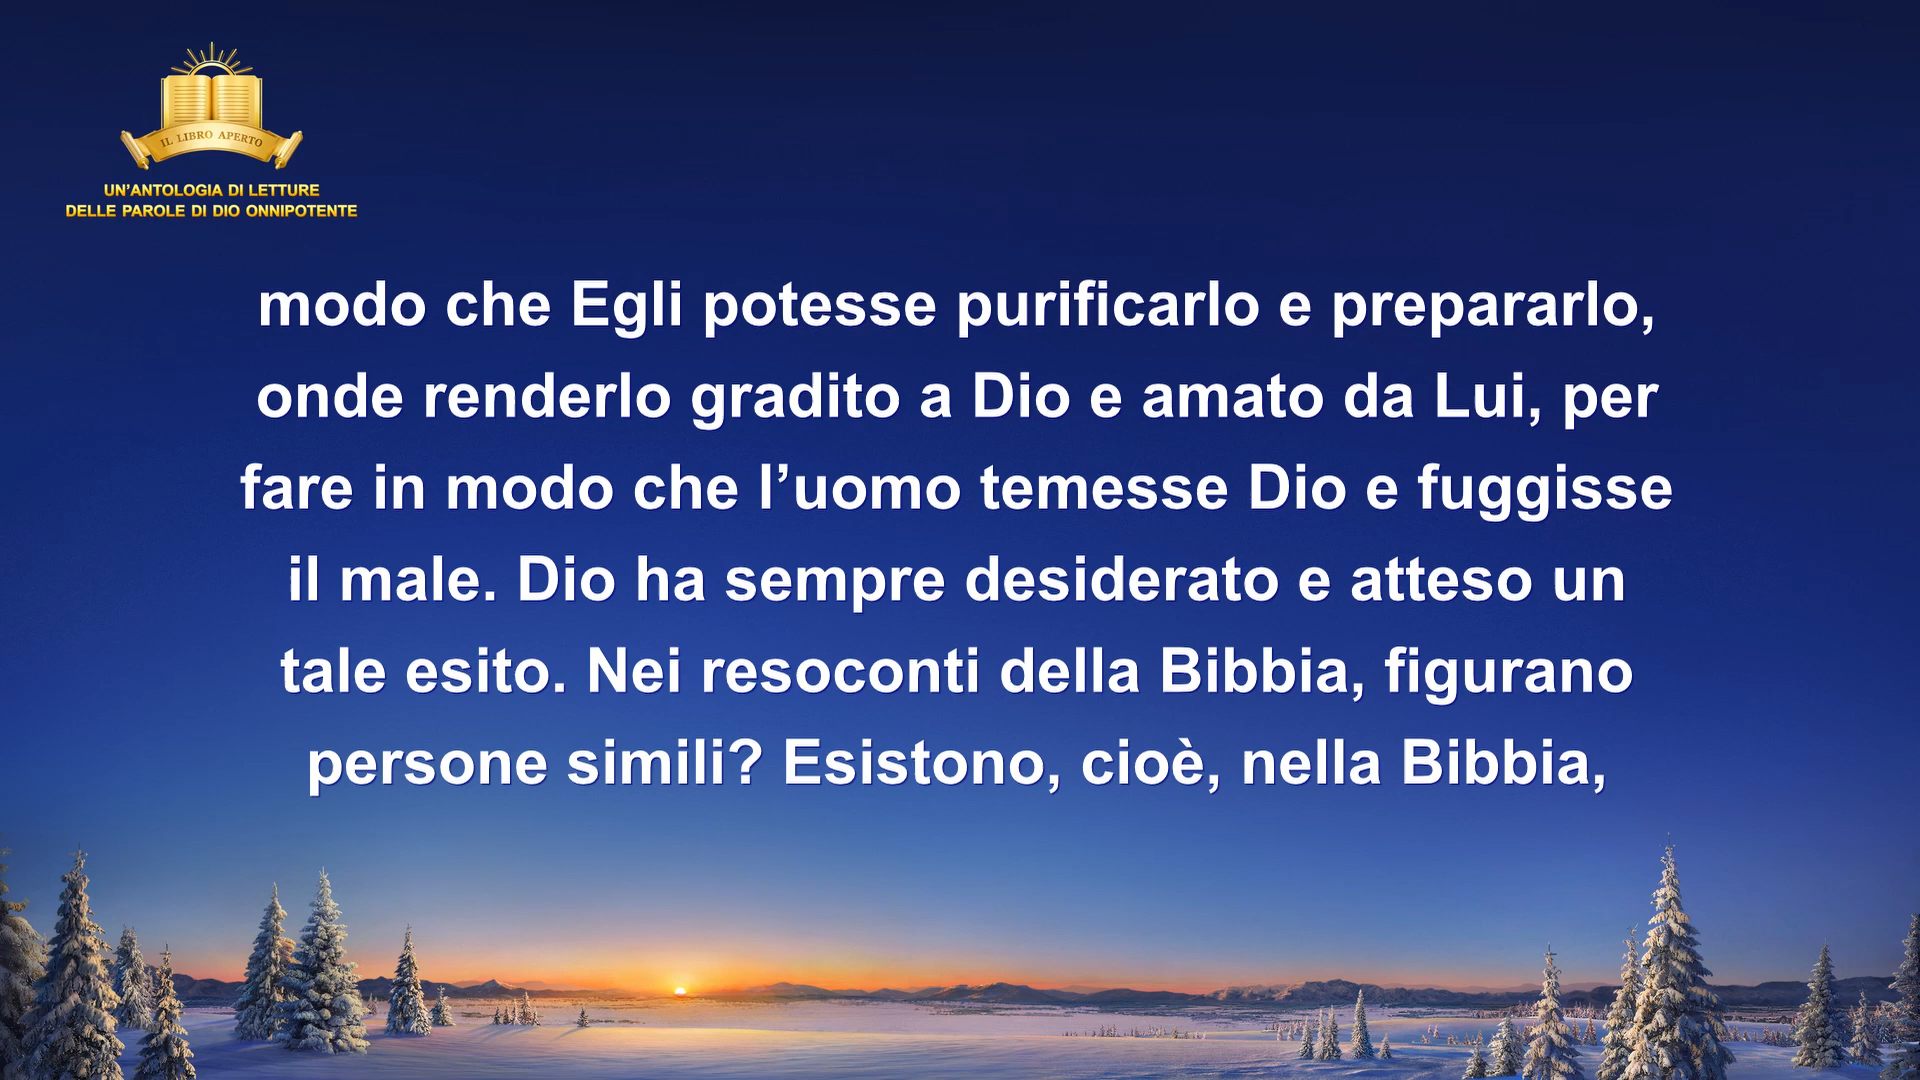 IL LIBRO APERTO
UN’ANTOLOGIA DI LETTURE
DELLE PAROLE DI DIO ONNIPOTENTE
modo che Egli potesse purificarlo e prepararlo,
onde renderlo gradito a Dio e amato da Lui, per
fare in modo che l’uomo temesse Dio e fuggisse
il male. Dio ha sempre desiderato e atteso un
tale esito. Nei resoconti della Bibbia, figurano
persone simili? Esistono, cioè, nella Bibbia,